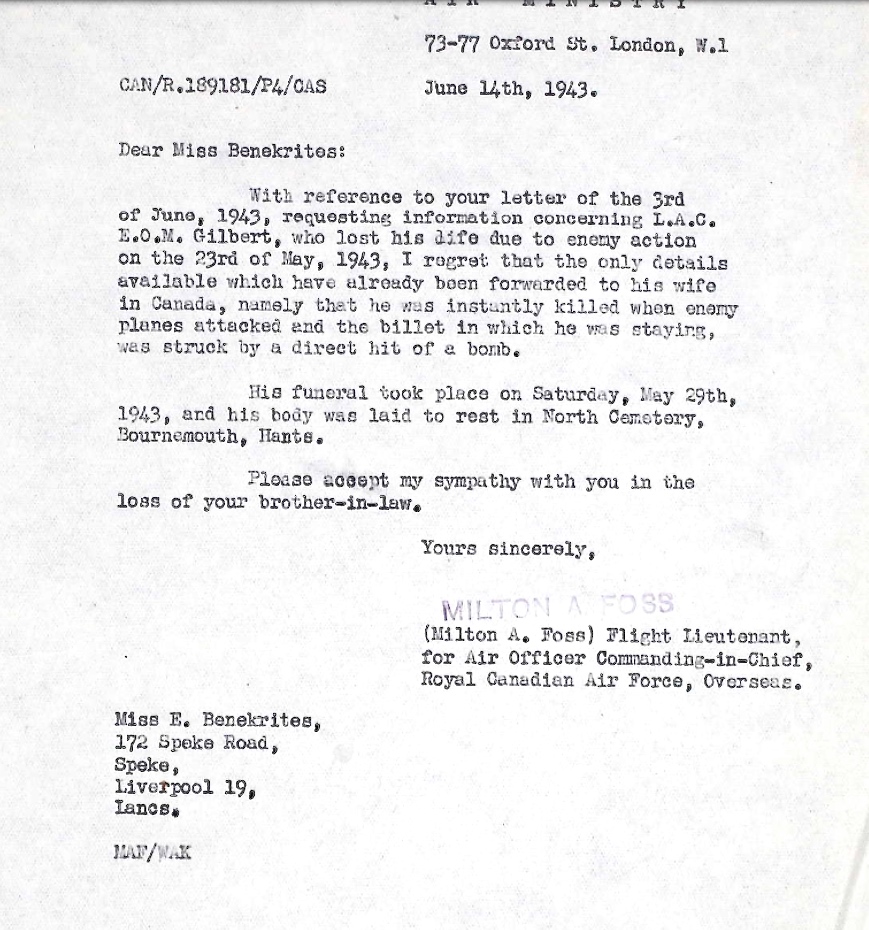 AIR MINISTRY
73-77 Oxford St. London, W.1
CAN/R.189181/P4/CAS June 14th, 1943.
Dear Miss Benekrites:
With reference to your letter of the 3rd
of June, 1943, requesting information concerning L.A.C.
E.O.M. Gilbert, who lost his life due to enemy action
on the 23rd of May, 1943, I regret that the only details
available which have already been forwarded to his wife
in Canada, namely that he was instantly killed when enemy
planes attacked and the billet in which he was staying,
was struck by a direct hit of a bomb.
His funeral took place on Saturday, May 29th,
1943, and his body was laid to rest in North Cemetery,
Bournemouth, Hants.
Please accept my sympathy with you in the
loss of your brother-in-law.
Yours sincerely,
MILTON A FOSS
(Milton A. Foss) Flight Lieutenant,
for Air Officer Commanding-in-Chief,
Royal Canadian Air Force, Overseas.
Miss E. Benekrites,
172 Speke Road,
Speke,
Liverpool 19,
Lancs.
MAF/WAK